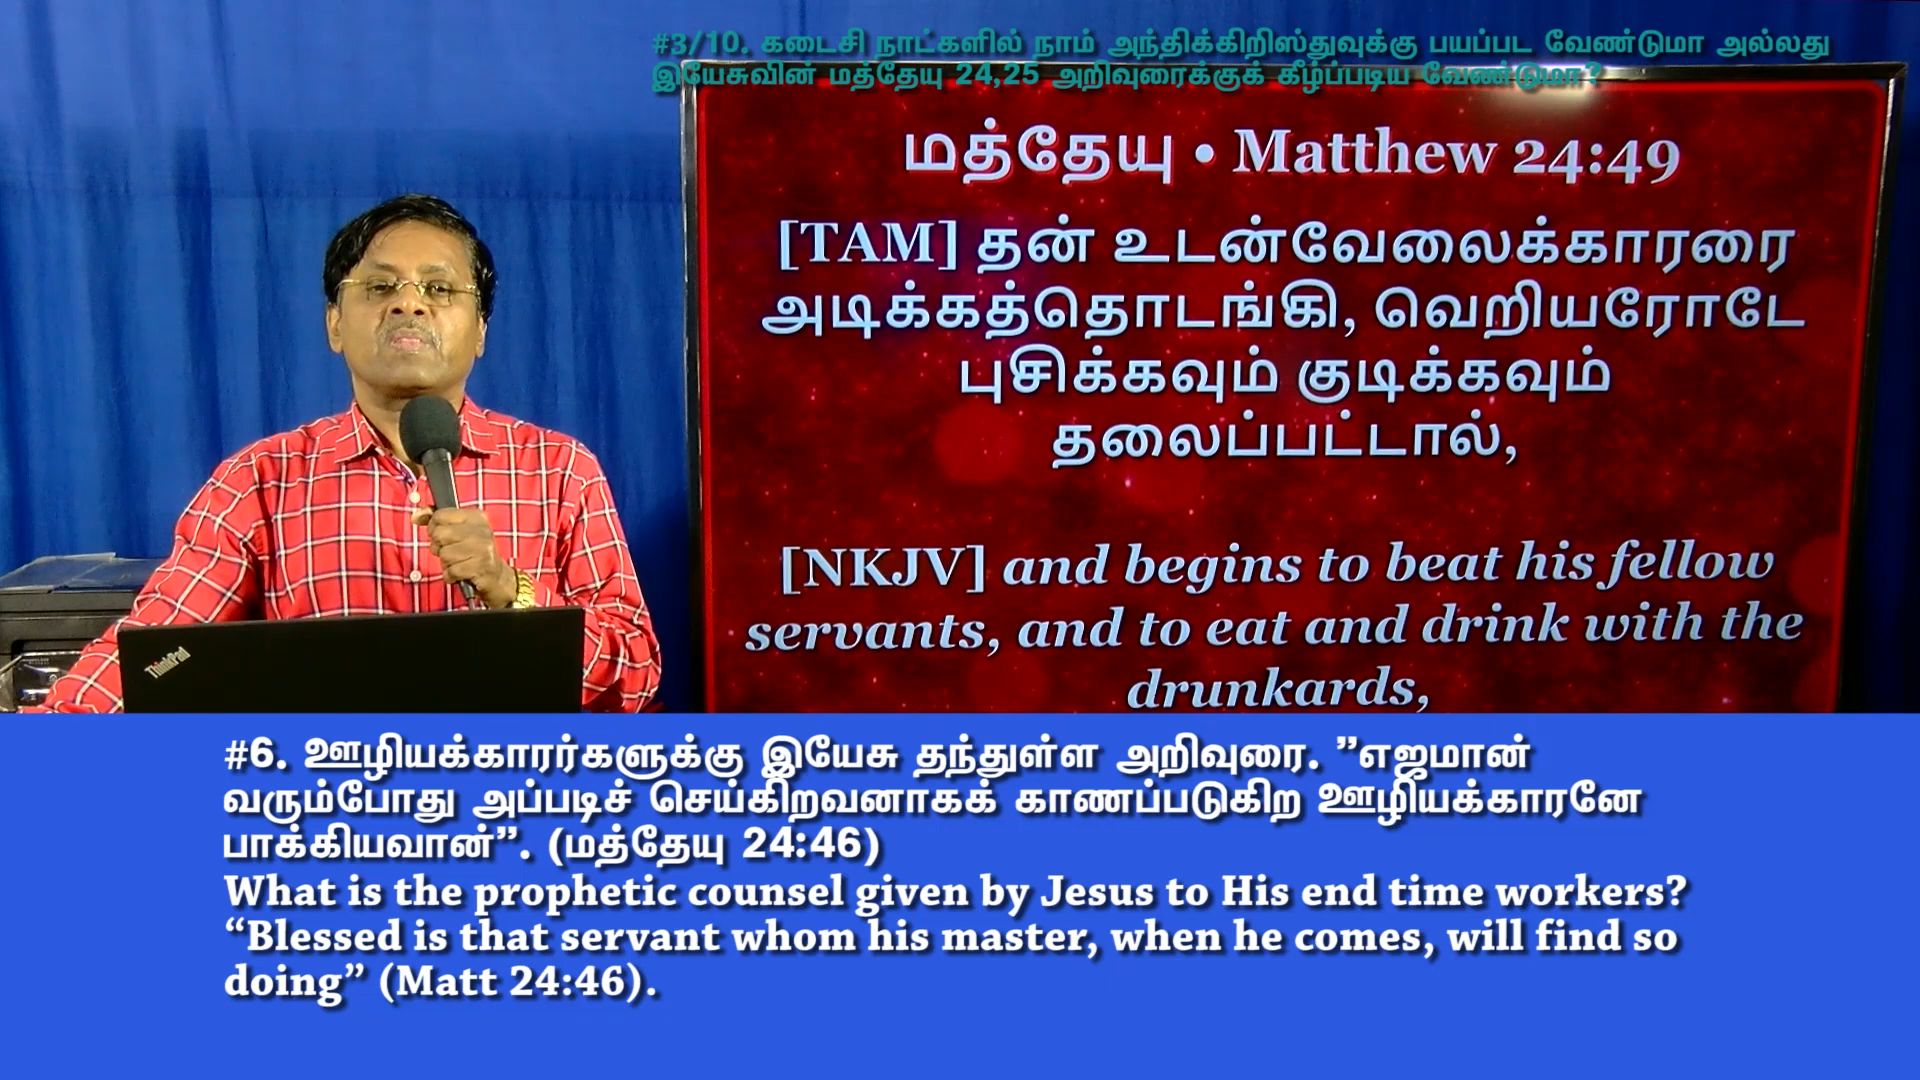 #3/10. கடைசி நாட்களில் நாம் அந்திக்கிறிஸ்துவுக்கு பயப்பட வேண்டுமா அல்லது
இயேசுவின் மத்தேயு 24,25 அறிவுரைக்குக் கீழ்ப்படிய வேண்டுமா?
மத்தேயு • Matthew 24:49
[TAM] தன் உடன்வேலைக்காரரை
அடிக்கத்தொடங்கி, வெறியரோடே
புசிக்கவும் குடிக்கவும்
தலைப்பட்டால்,
[NKJV] and begins to beat his fellow
servants, and to eat and drink with the
drunkards,
ThinkPad
#6. ஊழியக்காரர்களுக்கு இயேசு தந்துள்ள அறிவுரை. ”எஜமான்
வரும்போது அப்படிச் செய்கிறவனாகக் காணப்படுகிற ஊழியக்காரனே
பாக்கியவான்”. (மத்தேயு 24:46)
What is the prophetic counsel given by Jesus to His end time workers?
“Blessed is that servant whom his master, when he comes, will find so
doing” (Matt 24:46).